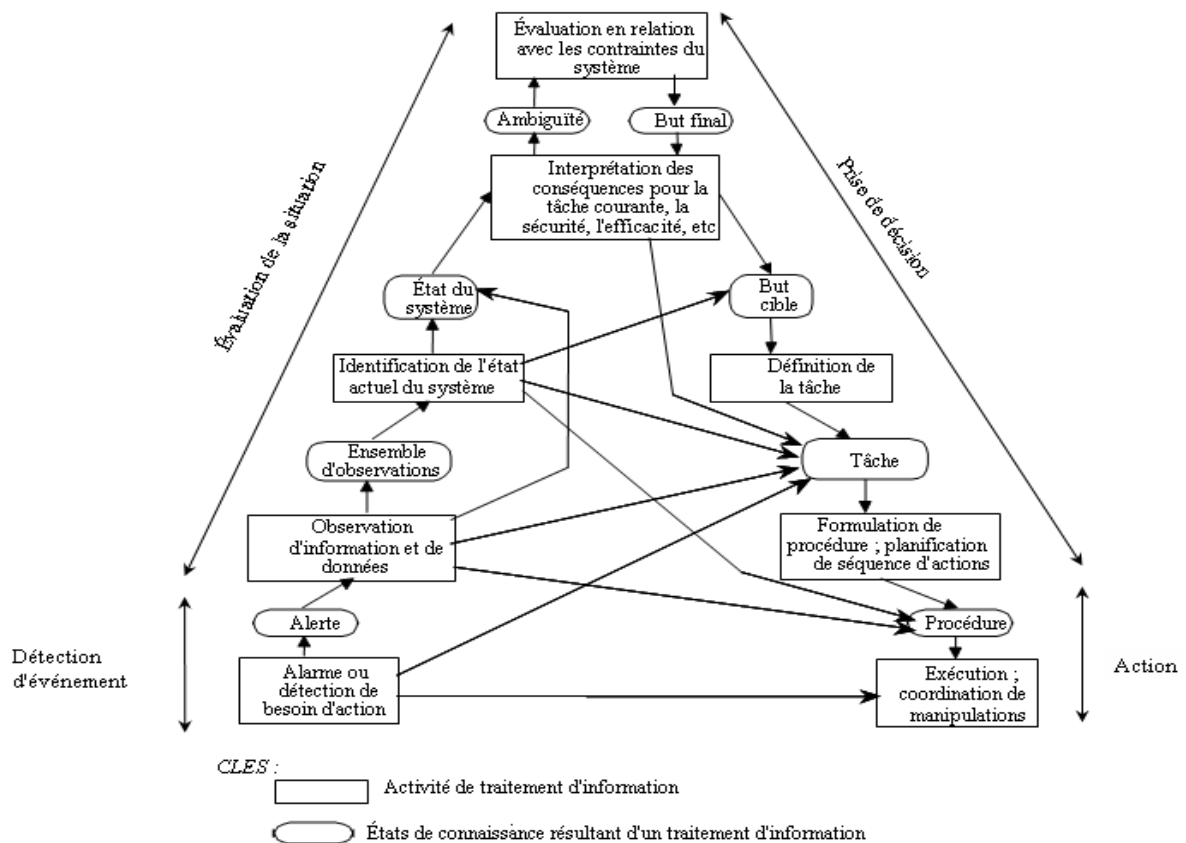 Évaluation en relation
avec les contraintes du
système
Ambiguïté
But final
Interprétation des
conséquences pour la
tâche courante, la
sécurité, l'efficacité, etc
Évaluation de la situation
Prise de décision
État du
système
But
cible
Identification de l'état
actuel du système
Définition de
la tâche
Ensemble
d'observations
Tâche
Observation
d'information et de
données
Formulation de
procédure ; planification
de séquence d'actions
Alerte
Procédure
Détection
d'événement
Alarme ou
détection de
besoin d'action
Exécution ;
coordination de
manipulations
Action
CLES :
Activité de traitement d'information
États de connaissance résultant d'un traitement d'information